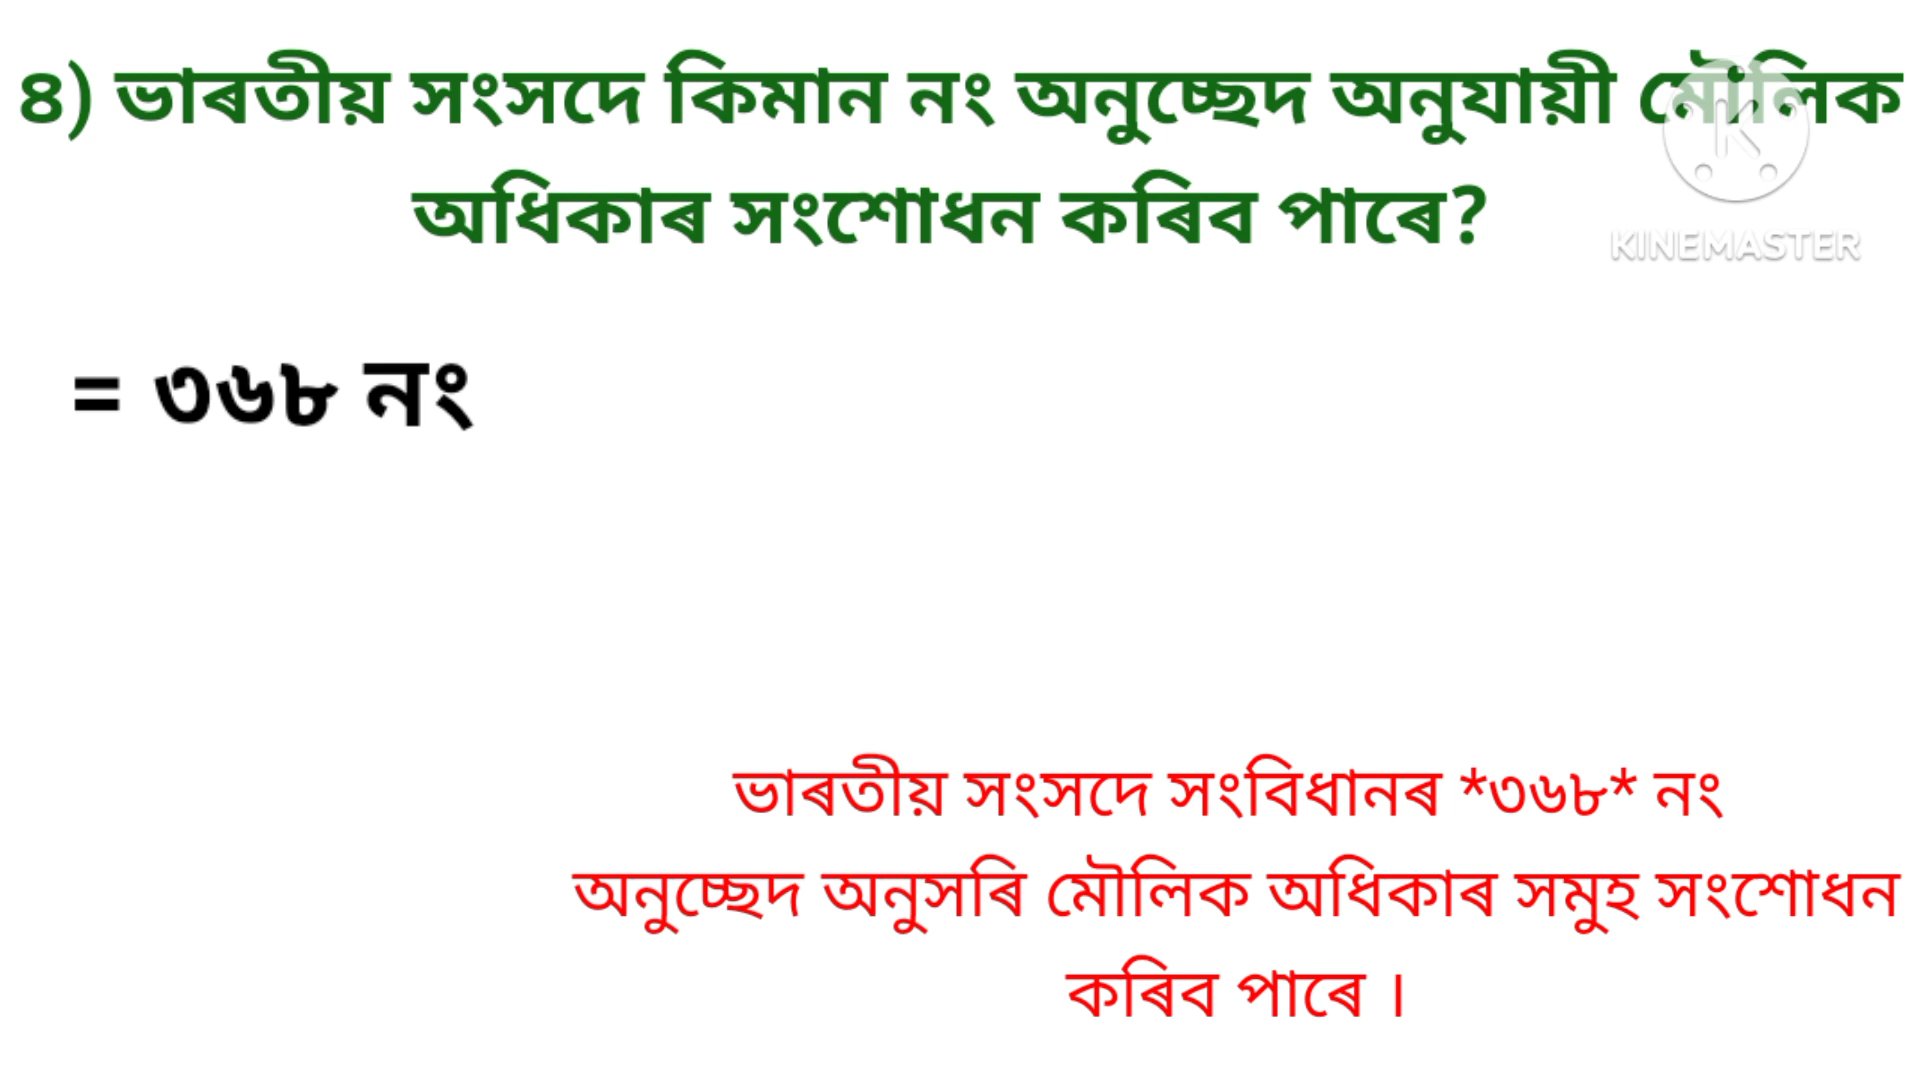 ৪) ভাৰতীয় সংসদে কিমান নং অনুচ্ছেদ অনুযায়ী মৌলিক
অধিকাৰ সংশোধন কৰিব পাৰে?
KINEMASTER
= ৩৬৮ নং
ভাৰতীয় সংসদে সংবিধানৰ *৩৬৮* নং
অনুচ্ছেদ অনুসৰি মৌলিক অধিকাৰ সমুহ সংশোধন
কৰিব পাৰে ।